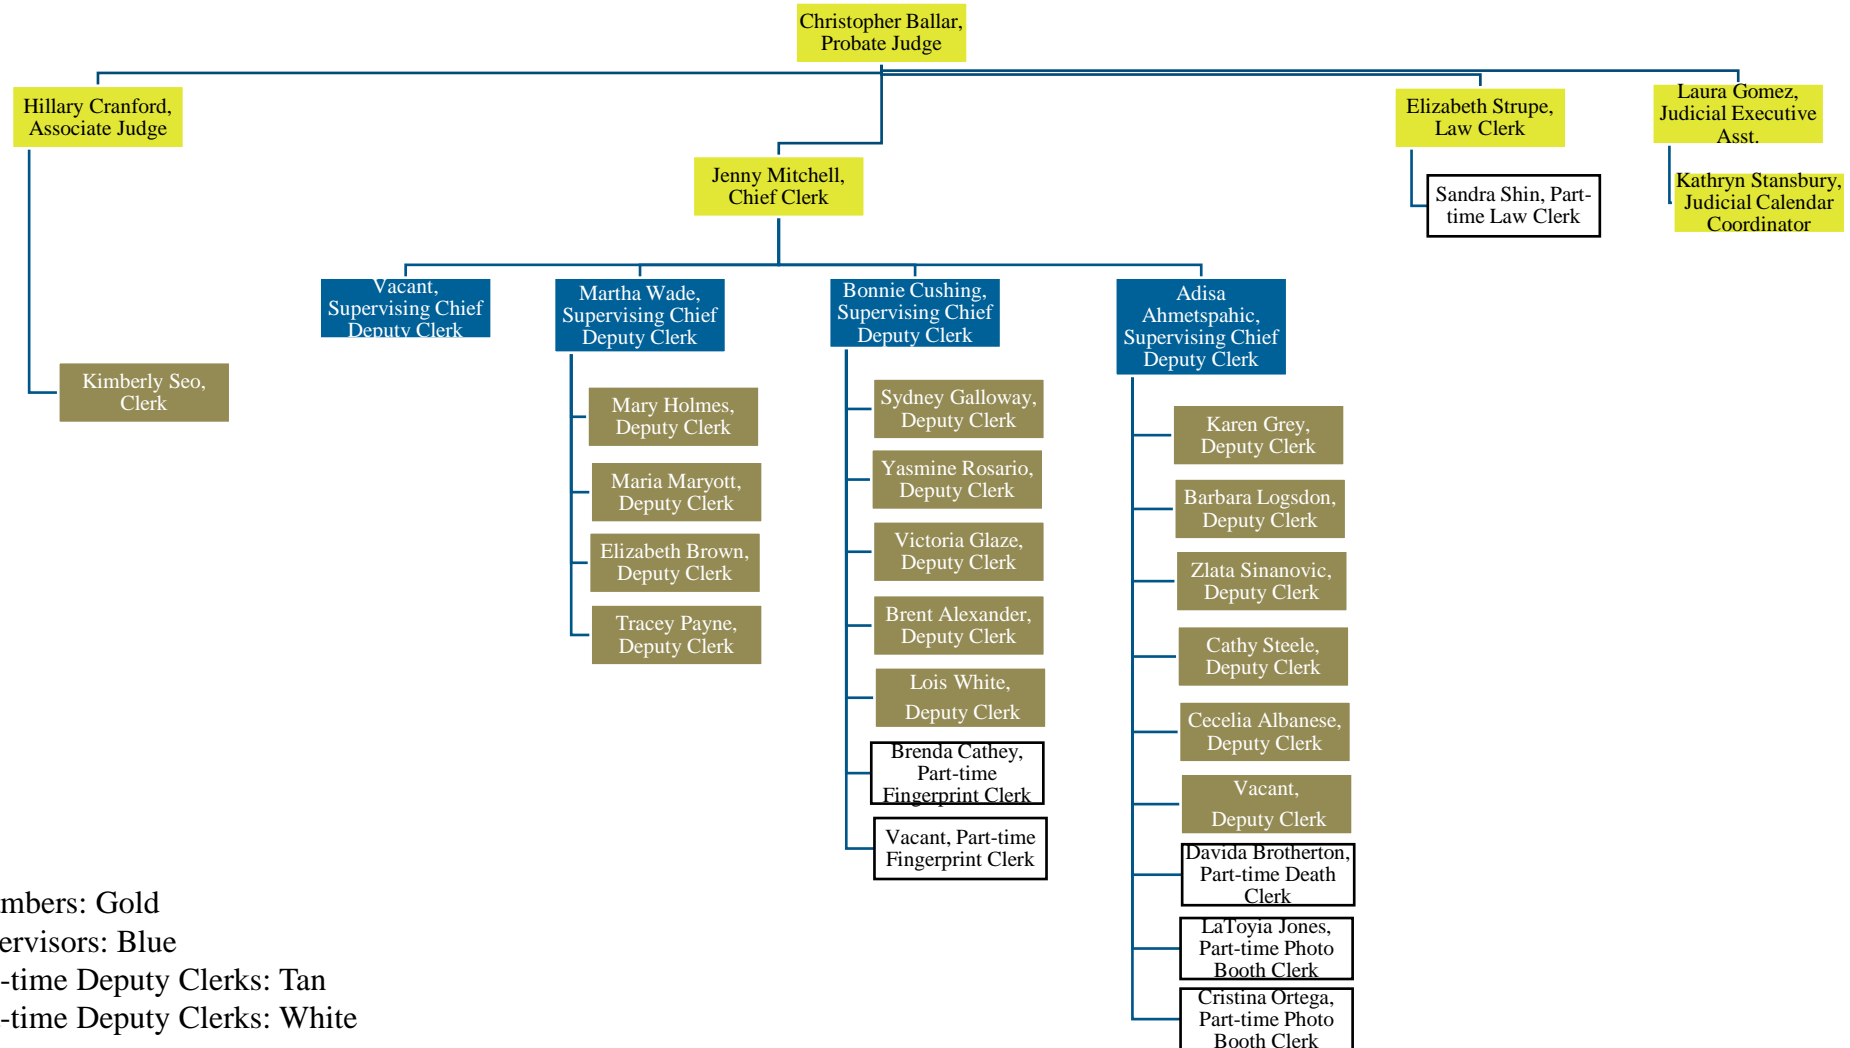 Christopher Ballar,
Probate Judge
Hillary Cranford,
Associate Judge
Elizabeth Strupe,
Law Clerk
Laura Gomez,
Judicial Executive
Asst.
Jenny Mitchell,
Chief Clerk
Sandra Shin, Part-
time Law Clerk
Kathryn Stansbury,
Judicial Calendar
Coordinator
Vacant,
Supervising Chief
Deputy Clerk
Martha Wade,
Supervising Chief
Deputy Clerk
Bonnie Cushing,
Supervising Chief
Deputy Clerk
Adisa
Ahmetspahic,
Supervising Chief
Deputy Clerk
Kimberly Seo,
Clerk
Mary Holmes,
Deputy Clerk
Maria Maryott,
Deputy Clerk
Elizabeth Brown,
Deputy Clerk
Tracey Payne,
Deputy Clerk
Sydney Galloway,
Deputy Clerk
Yasmine Rosario,
Deputy Clerk
Victoria Glaze,
Deputy Clerk
Brent Alexander,
Deputy Clerk
Lois White,
Deputy Clerk
Brenda Cathey,
Part-time
Fingerprint Clerk
Vacant, Part-time
Fingerprint Clerk
Karen Grey,
Deputy Clerk
Barbara Logsdon,
Deputy Clerk
Zlata Sinanovic,
Deputy Clerk
Cathy Steele,
Deputy Clerk
Cecelia Albanese,
Deputy Clerk
Vacant,
Deputy Clerk
Davida Brotherton,
Part-time Death
Clerk
LaToyia Jones,
Part-time Photo
Booth Clerk
Cristina Ortega,
Part-time Photo
Booth Clerk
mbers: Gold
ervisors: Blue
-time Deputy Clerks: Tan
-time Deputy Clerks: White